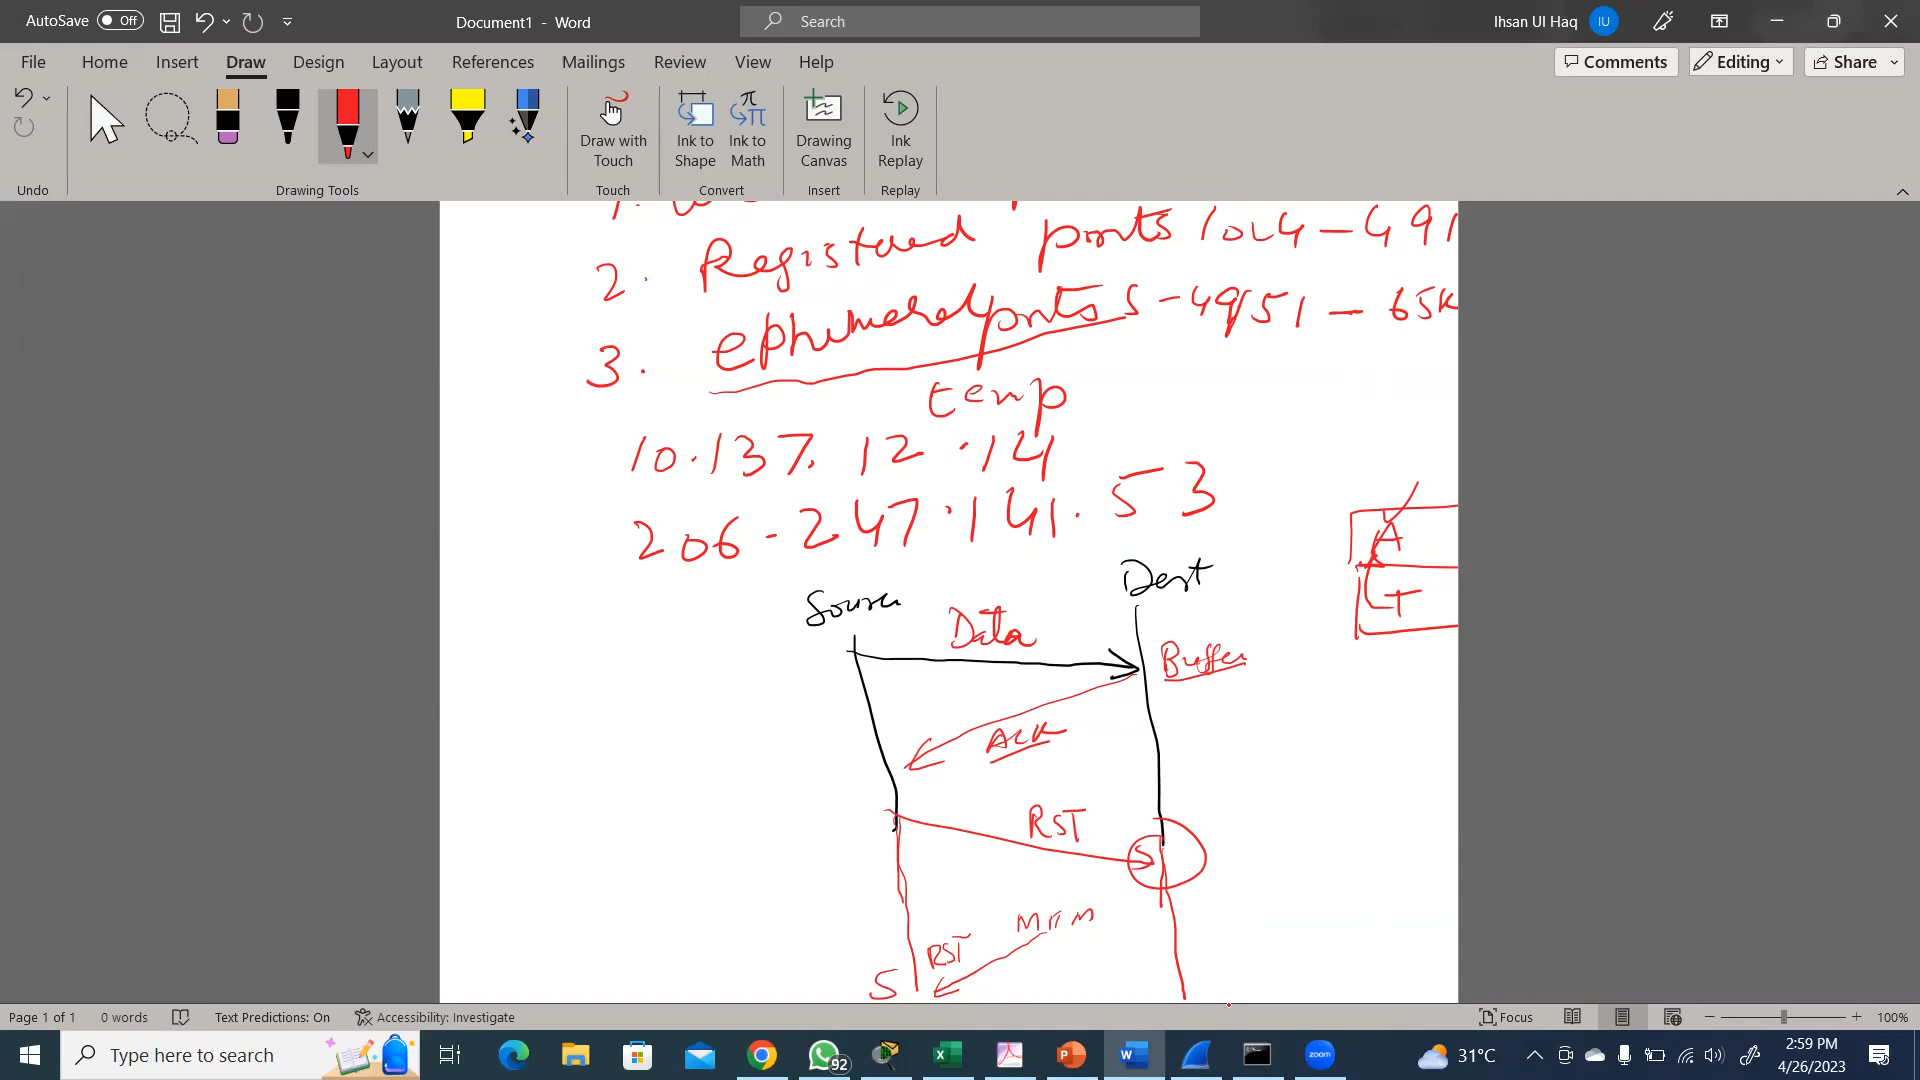 AutoSave Off Document1 - Word Search Ihsan Ul Haq IU
File Home Insert Draw Design Layout References Mailings Review View Help Comments Editing Share
Draw with Touch
Ink to Shape
Ink to Math
Drawing Canvas
Ink Replay
Undo Drawing Tools Touch Convert Insert Replay
1.
2. Registered ports 1024 - 491
3. ephemeral ports - 49151 - 65k
temp
10.137.12.14
206-247.141.53
Source Dest
Data
Buffer
A
T
ACK
RST
S
MITM
RST
S
Page 1 of 1 0 words Text Predictions: On Accessibility: Investigate Focus 100%
Type here to search 92 zoom 31°C 2:59 PM
4/26/2023